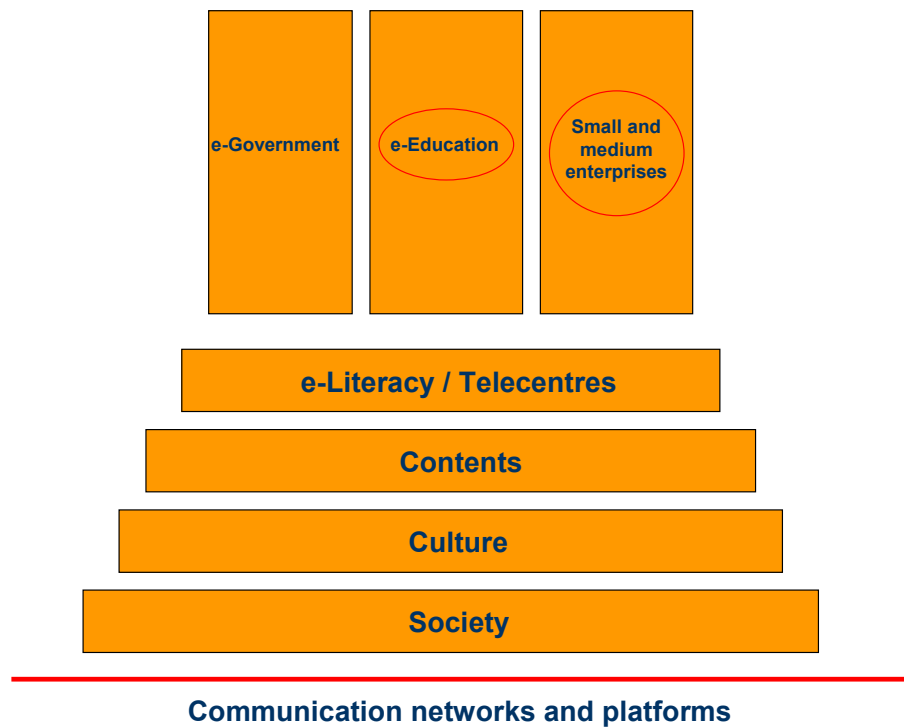 e-Government
e-Education
Small and
medium
enterprises
e-Literacy / Telecentres
Contents
Culture
Society
Communication networks and platforms